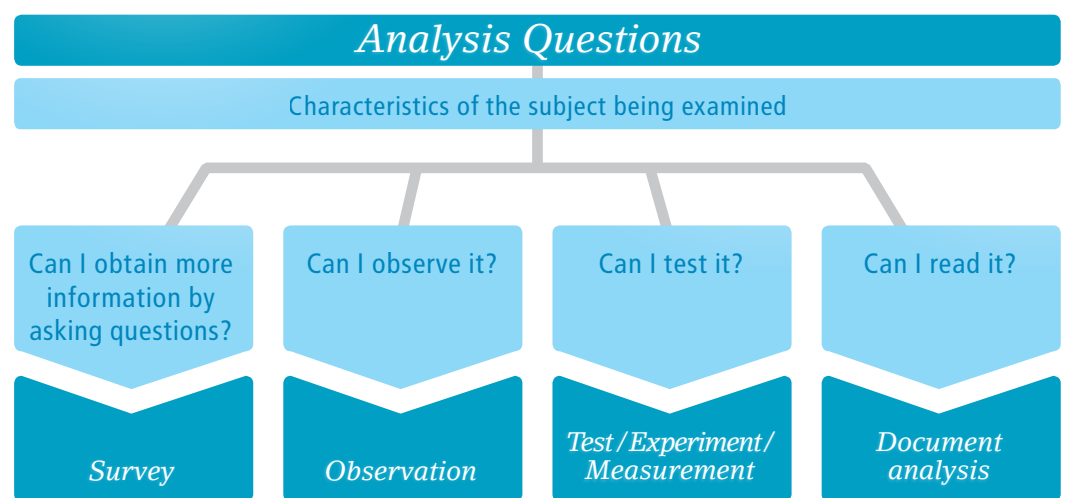 Analysis Questions
Characteristics of the subject being examined
Can I obtain more
information by
asking questions?
Can I observe it?
Can I test it?
Can I read it?
Survey
Observation
Test / Experiment /
Measurement
Document
analysis